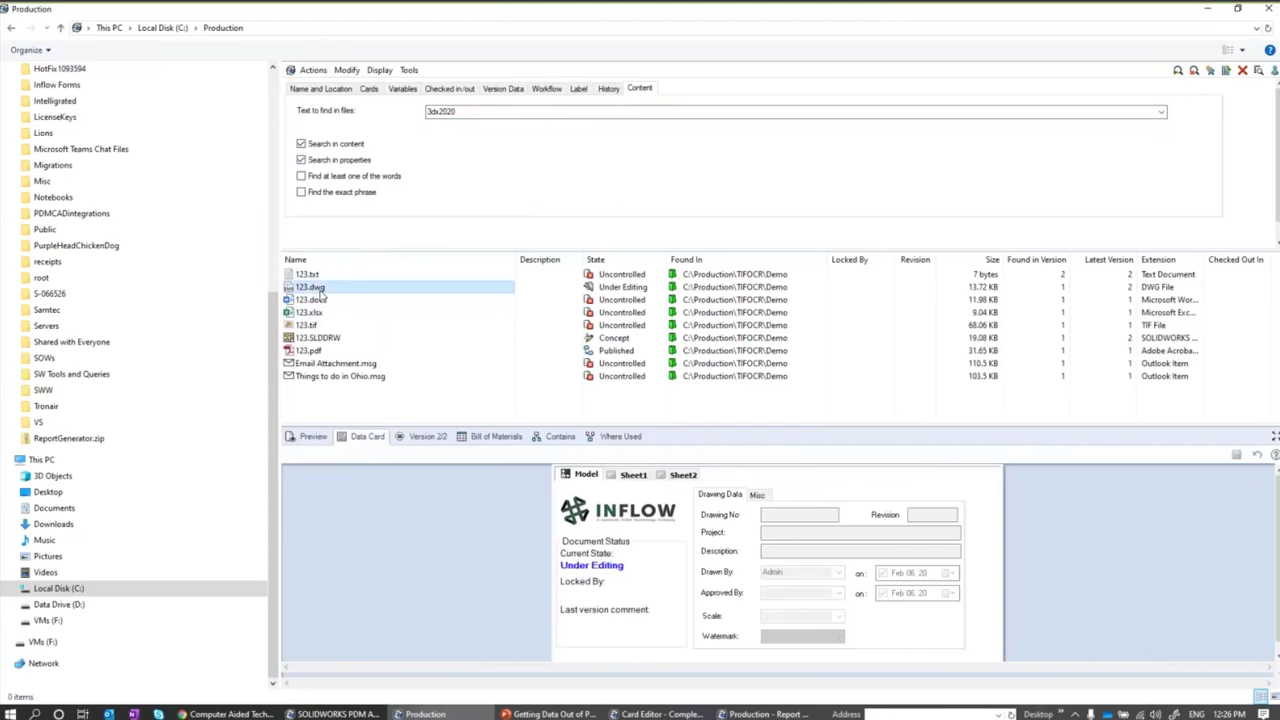 Production
This PC > Local Disk (C:) > Production
Organize
HotFix1093594
Inflow Forms
Intelligrated
LicenseKeys
Lions
Microsoft Teams Chat Files
Migrations
Misc
Notebooks
PDMCADintegrations
Public
PurpleHeadChickenDog
receipts
root
S-066526
Samtec
Servers
Shared with Everyone
SOWs
SW Tools and Queries
SWW
Tronair
VS
ReportGenerator.zip
This PC
3D Objects
Desktop
Documents
Downloads
Music
Pictures
Videos
Local Disk (C:)
Data Drive (D:)
VMs (F:)
VMs (F:)
Network
0 items
Actions Modify Display Tools
Name and Location Cards Variables Checked in/out Version Data Workflow Label History Content
Text to find in files: 3dx2020
Search in content
Search in properties
Find at least one of the words
Find the exact phrase
Name Description State Found In Locked By Revision Size Found in Version Latest Version Extension Checked Out In
123.txt Uncontrolled C:\Production\TIFOCR\Demo 7 bytes 2 2 Text Document
123.dwg Under Editing C:\Production\TIFOCR\Demo 13.72 KB 2 2 DWG File
123.docx Uncontrolled C:\Production\TIFOCR\Demo 11.98 KB 1 1 Microsoft Wor...
123.xlsx Uncontrolled C:\Production\TIFOCR\Demo 9.04 KB 1 1 Microsoft Exc...
123.tif Uncontrolled C:\Production\TIFOCR\Demo 68.06 KB 1 1 TIF File
123.SLDDRW Concept C:\Production\TIFOCR\Demo 19.08 KB 1 2 SOLIDWORKS ...
123.pdf Published C:\Production\TIFOCR\Demo 31.65 KB 1 1 Adobe Acroba...
Email Attachment.msg Uncontrolled C:\Production\TIFOCR\Demo 110.5 KB 1 1 Outlook Item
Things to do in Ohio.msg Uncontrolled C:\Production\TIFOCR\Demo 103.5 KB 1 1 Outlook Item
Preview Data Card Version 2/2 Bill of Materials Contains Where Used
Model Sheet1 Sheet2
INFLOW
Document Status
Current State:
Under Editing
Locked By:
Last version comment:
Drawing Data Misc
Drawing No: Revision:
Project:
Description:
Drawn By: Admin on: Feb 06, 20
Approved By: on: Feb 06, 20
Scale:
Watermark:
Computer Aided Tech... SOLIDWORKS PDM A... Production Getting Data Out of P... Card Editor - Comple... Production - Report ... Address Desktop ENG 12:26 PM